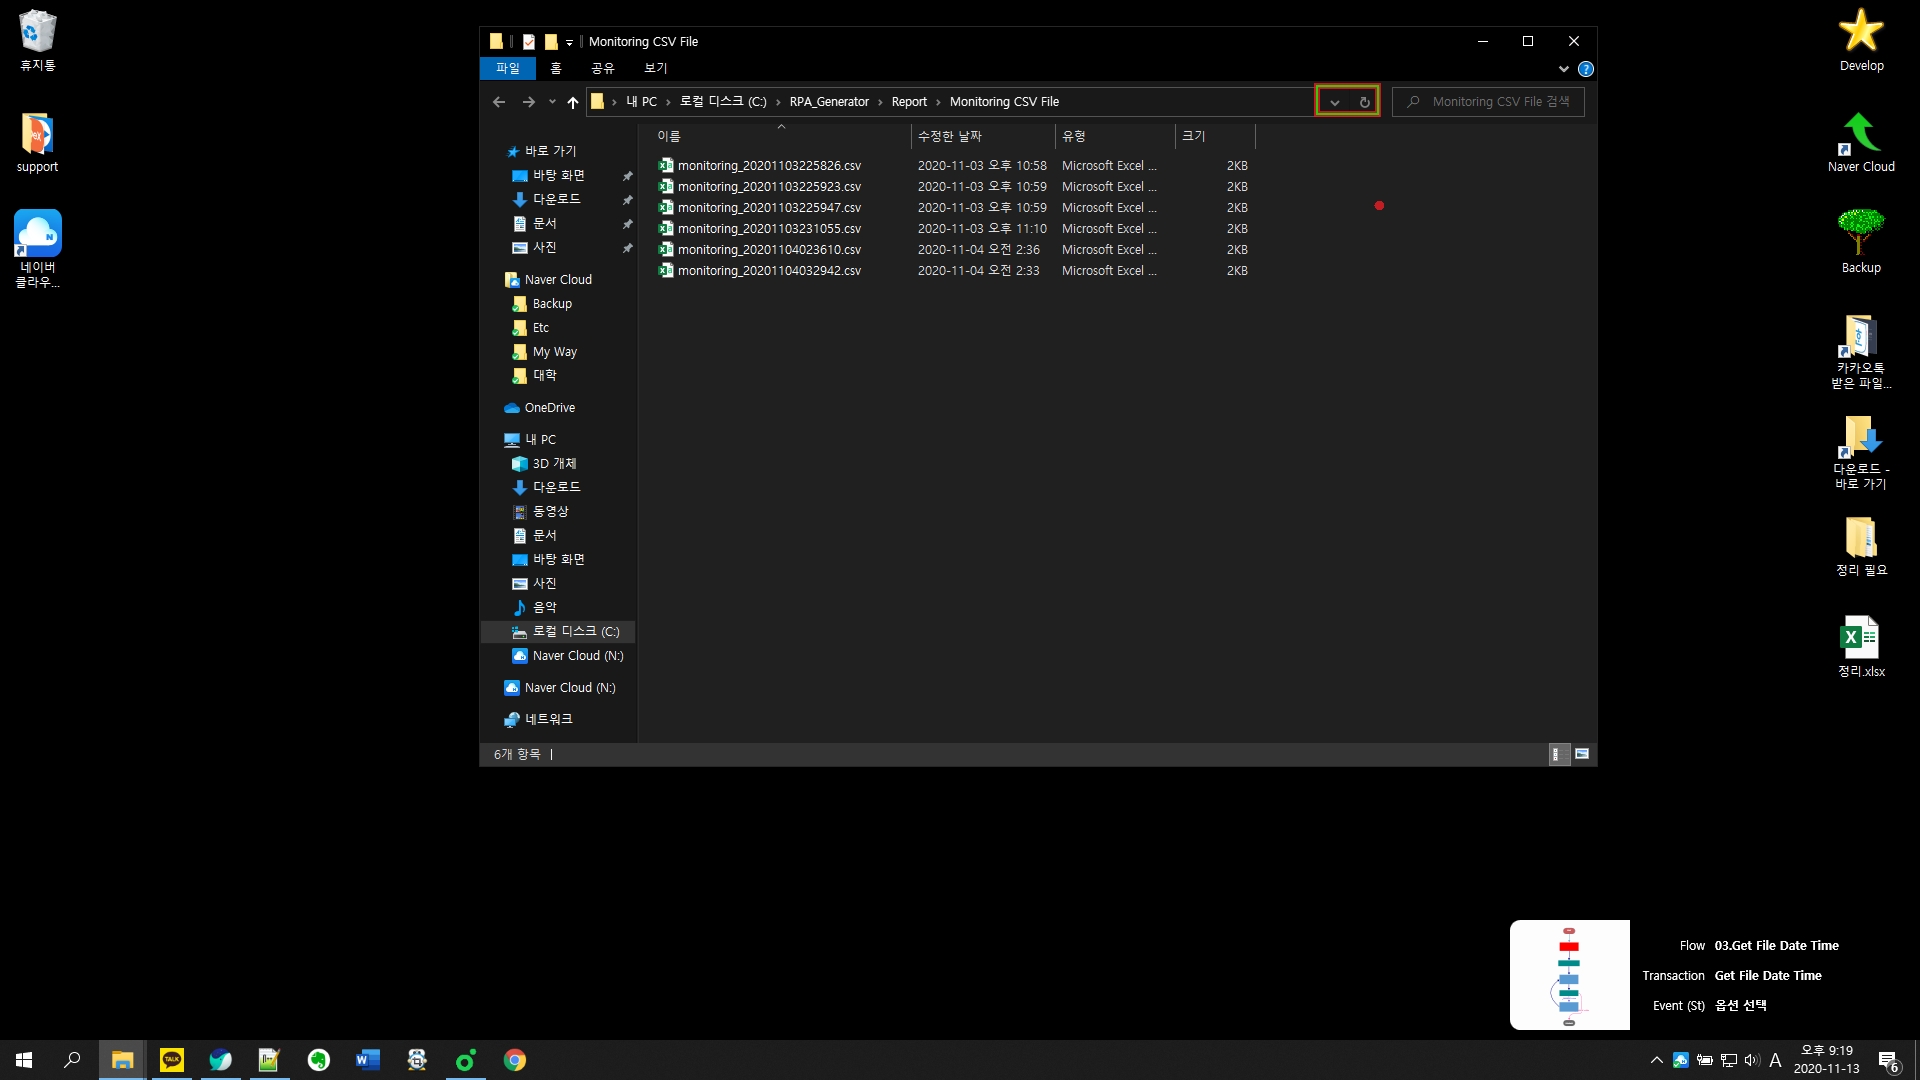 휴지통
support
네이버
클라우...
Monitoring CSV File
파일
홈
공유
보기
내 PC
로컬 디스크 (C:)
RPA_Generator
Report
Monitoring CSV File
Monitoring CSV File 검색
이름
수정한 날짜
유형
크기
monitoring_20201103225826.csv 2020-11-03 오후 10:58 Microsoft Excel ... 2KB
monitoring_20201103225923.csv 2020-11-03 오후 10:59 Microsoft Excel ... 2KB
monitoring_20201103225947.csv 2020-11-03 오후 10:59 Microsoft Excel ... 2KB
monitoring_20201103231055.csv 2020-11-03 오후 11:10 Microsoft Excel ... 2KB
monitoring_20201104023610.csv 2020-11-04 오전 2:36 Microsoft Excel ... 2KB
monitoring_20201104032942.csv 2020-11-04 오전 2:33 Microsoft Excel ... 2KB
바로 가기
바탕 화면
다운로드
문서
사진
Naver Cloud
Backup
Etc
My Way
대학
OneDrive
내 PC
3D 개체
다운로드
동영상
문서
바탕 화면
사진
음악
로컬 디스크 (C:)
Naver Cloud (N:)
Naver Cloud (N:)
네트워크
6개 항목
Develop
Naver Cloud
Backup
카카오톡
받은 파일...
다운로드 -
바로 가기
정리 필요
정리.xlsx
Flow 03.Get File Date Time
Transaction Get File Date Time
Event (St) 옵션 선택
TALK
A
오후 9:19
2020-11-13
6